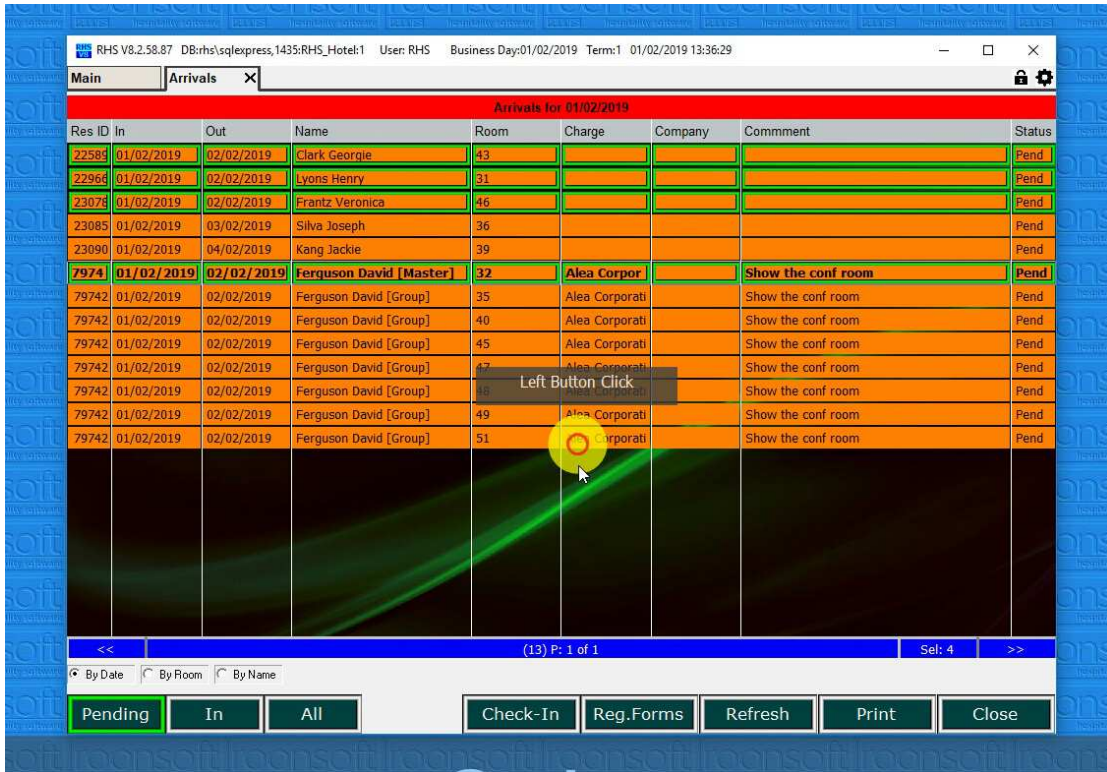 RHS V8.2.58.87 DB:rhs\sqlexpress,1435:RHS_Hotel:1 User: RHS Business Day:01/02/2019 Term:1 01/02/2019 13:36:29
Main Arrivals X
Arrivals for 01/02/2019
Res ID In Out Name Room Charge Company Commment Status
22589 01/02/2019 02/02/2019 Clark Georgie 43 Pend
22966 01/02/2019 02/02/2019 Lyons Henry 31 Pend
23078 01/02/2019 02/02/2019 Frantz Veronica 46 Pend
23085 01/02/2019 03/02/2019 Silva Joseph 36 Pend
23090 01/02/2019 04/02/2019 Kang Jackie 39 Pend
7974 01/02/2019 02/02/2019 Ferguson David [Master] 32 Alea Corpor Show the conf room Pend
79742 01/02/2019 02/02/2019 Ferguson David [Group] 35 Alea Corporati Show the conf room Pend
79742 01/02/2019 02/02/2019 Ferguson David [Group] 40 Alea Corporati Show the conf room Pend
79742 01/02/2019 02/02/2019 Ferguson David [Group] 45 Alea Corporati Show the conf room Pend
79742 01/02/2019 02/02/2019 Ferguson David [Group] 47 Alea Corporati Show the conf room Pend
Left Button Click
79742 01/02/2019 02/02/2019 Ferguson David [Group] 48 Alea Corporati Show the conf room Pend
79742 01/02/2019 02/02/2019 Ferguson David [Group] 49 Alea Corporati Show the conf room Pend
79742 01/02/2019 02/02/2019 Ferguson David [Group] 51 Corporati Show the conf room Pend
<< (13) P: 1 of 1 Sel: 4 >>
By Date By Room By Name
Pending In All Check-In Reg.Forms Refresh Print Close